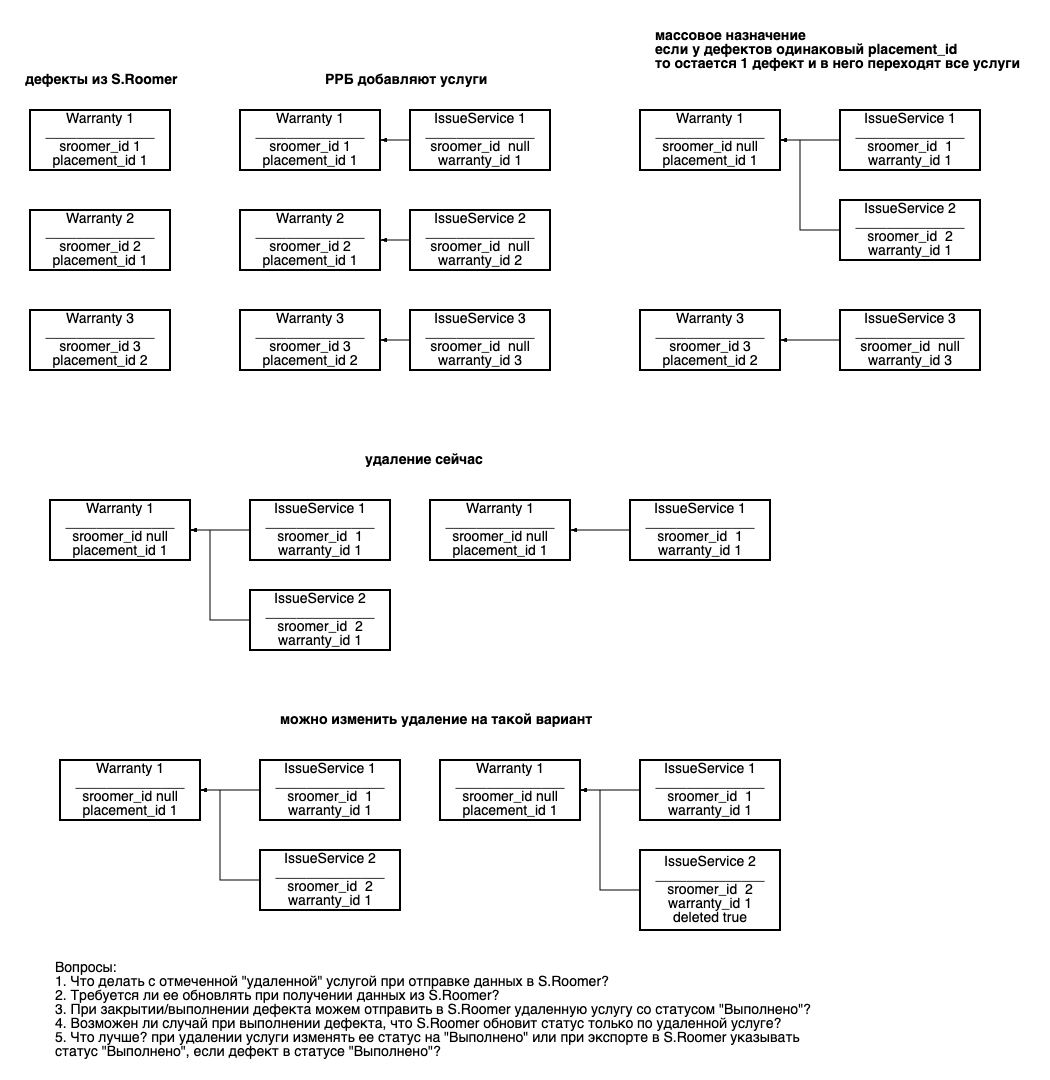 массовое назначение
если у дефектов одинаковый placement_id
то остается 1 дефект и в него переходят все услуги
дефекты из S.Roomer
РРБ добавляют услуги
Warranty 1
sroomer_id 1
placement_id 1
Warranty 1
sroomer_id 1
placement_id 1
IssueService 1
sroomer_id null
warranty_id 1
Warranty 1
sroomer_id null
placement_id 1
IssueService 1
sroomer_id 1
warranty_id 1
Warranty 2
sroomer_id 2
placement_id 1
Warranty 2
sroomer_id 2
placement_id 1
IssueService 2
sroomer_id null
warranty_id 2
IssueService 2
sroomer_id 2
warranty_id 1
Warranty 3
sroomer_id 3
placement_id 2
Warranty 3
sroomer_id 3
placement_id 2
IssueService 3
sroomer_id null
warranty_id 3
Warranty 3
sroomer_id 3
placement_id 2
IssueService 3
sroomer_id null
warranty_id 3
удаление сейчас
Warranty 1
sroomer_id null
placement_id 1
IssueService 1
sroomer_id 1
warranty_id 1
IssueService 2
sroomer_id 2
warranty_id 1
Warranty 1
sroomer_id null
placement_id 1
IssueService 1
sroomer_id 1
warranty_id 1
можно изменить удаление на такой вариант
Warranty 1
sroomer_id null
placement_id 1
IssueService 1
sroomer_id 1
warranty_id 1
IssueService 2
sroomer_id 2
warranty_id 1
Warranty 1
sroomer_id null
placement_id 1
IssueService 1
sroomer_id 1
warranty_id 1
IssueService 2
sroomer_id 2
warranty_id 1
deleted true
Вопросы:
1. Что делать с отмеченной "удаленной" услугой при отправке данных в S.Roomer?
2. Требуется ли ее обновлять при получении данных из S.Roomer?
3. При закрытии/выполнении дефекта можем отправить в S.Roomer удаленную услугу со статусом "Выполнено"?
4. Возможен ли случай при выполнении дефекта, что S.Roomer обновит статус только по удаленной услуге?
5. Что лучше? при удалении услуги изменять ее статус на "Выполнено" или при экспорте в S.Roomer указывать
статус "Выполнено", если дефект в статусе "Выполнено"?